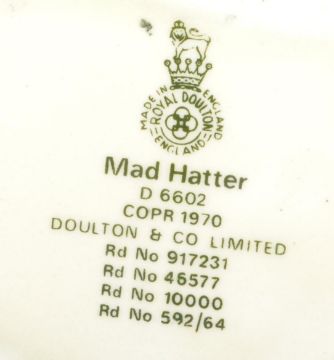 MADE IN ENGLAND
ROYAL DOULTON
ENGLAND
Mad Hatter
D 6602
COPR 1970
DOULTON & CO LIMITED
Rd No 917231
Rd No 46577
Rd No 10000
Rd No 592/64